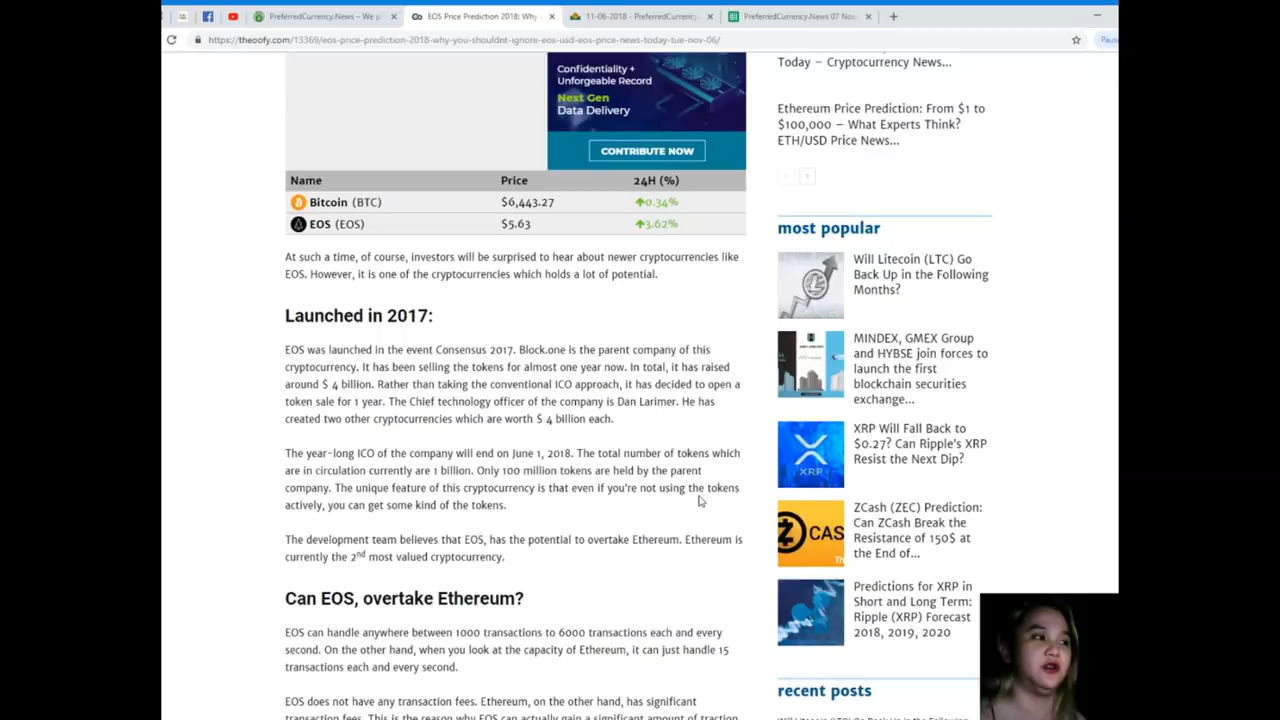 PreferredCurrency.News – We p
EOS Price Prediction 2018: Why
11-06-2018 - PreferredCurrency.
PreferredCurrency.News 07 Nov
https://theoofy.com/13369/eos-price-prediction-2018-why-you-shouldnt-ignore-eos-usd-eos-price-news-today-tue-nov-06/
Paus
Confidentiality +
Unforgeable Record
Next Gen
Data Delivery
CONTRIBUTE NOW
Name Price 24H (%)
Bitcoin (BTC) $6,443.27 0.34%
EOS (EOS) $5.63 3.62%
At such a time, of course, investors will be surprised to hear about newer cryptocurrencies like
EOS. However, it is one of the cryptocurrencies which holds a lot of potential.
Launched in 2017:
EOS was launched in the event Consensus 2017. Block.one is the parent company of this
cryptocurrency. It has been selling the tokens for almost one year now. In total, it has raised
around $ 4 billion. Rather than taking the conventional ICO approach, it has decided to open a
token sale for 1 year. The Chief technology officer of the company is Dan Larimer. He has
created two other cryptocurrencies which are worth $ 4 billion each.
The year-long ICO of the company will end on June 1, 2018. The total number of tokens which
are in circulation currently are 1 billion. Only 100 million tokens are held by the parent
company. The unique feature of this cryptocurrency is that even if you're not using the tokens
actively, you can get some kind of the tokens.
The development team believes that EOS, has the potential to overtake Ethereum. Ethereum is
currently the 2nd most valued cryptocurrency.
Can EOS, overtake Ethereum?
EOS can handle anywhere between 1000 transactions to 6000 transactions each and every
second. On the other hand, when you look at the capacity of Ethereum, it can just handle 15
transactions each and every second.
EOS does not have any transaction fees. Ethereum, on the other hand, has significant
transaction fees. This is the reason why EOS can actually gain a significant amount of traction
Today – Cryptocurrency News...
Ethereum Price Prediction: From $1 to
$100,000 – What Experts Think?
ETH/USD Price News...
most popular
Will Litecoin (LTC) Go
Back Up in the Following
Months?
MINDEX, GMEX Group
and HYBSE join forces to
launch the first
blockchain securities
exchange...
XRP Will Fall Back to
$0.27? Can Ripple's XRP
Resist the Next Dip?
XRP
ZCash (ZEC) Prediction:
Can ZCash Break the
Resistance of 150$ at
the End of...
CAS
Predictions for XRP in
Short and Long Term:
Ripple (XRP) Forecast
2018, 2019, 2020
recent posts
Will Litecoin (LTC) Go Back Up in the Following